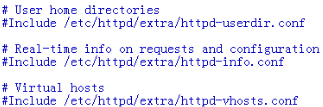 # User home directories
#Include /etc/httpd/extra/httpd-userdir.conf
# Real-time info on requests and configuration
#Include /etc/httpd/extra/httpd-info.conf
# Virtual hosts
#Include /etc/httpd/extra/httpd-vhosts.conf